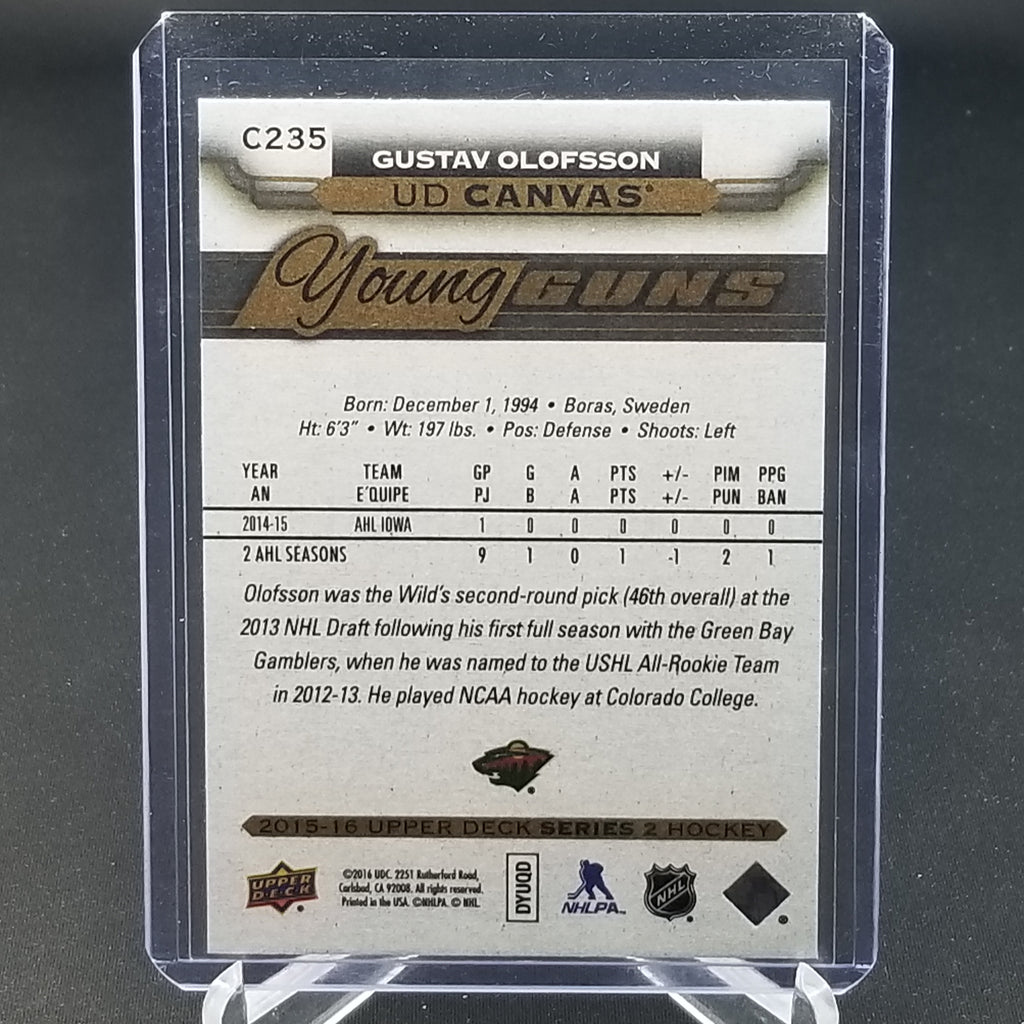 C235
GUSTAV OLOFSSON
UD CANVAS
Young GUNS
Born: December 1, 1994 • Boras, Sweden
Ht: 6'3" • Wt: 197 lbs. • Pos: Defense • Shoots: Left
YEAR TEAM GP G A PTS +/- PIM PPG
AN E'QUIPE PJ B A PTS +/- PUN BAN
2014-15 AHL IOWA 1 0 0 0 0 0 0
2 AHL SEASONS 9 1 0 1 -1 2 1
Olofsson was the Wild's second-round pick (46th overall) at the
2013 NHL Draft following his first full season with the Green Bay
Gamblers, when he was named to the USHL All-Rookie Team
in 2012-13. He played NCAA hockey at Colorado College.
2015-16 UPPER DECK SERIES 2 HOCKEY
UPPER
DECK
©2016 UDC. 2251 Rutherford Road,
Carlsbad, CA 92008. All rights reserved.
Printed in the USA. ©NHLPA. © NHL
DYUQD
NHLPA
NHL